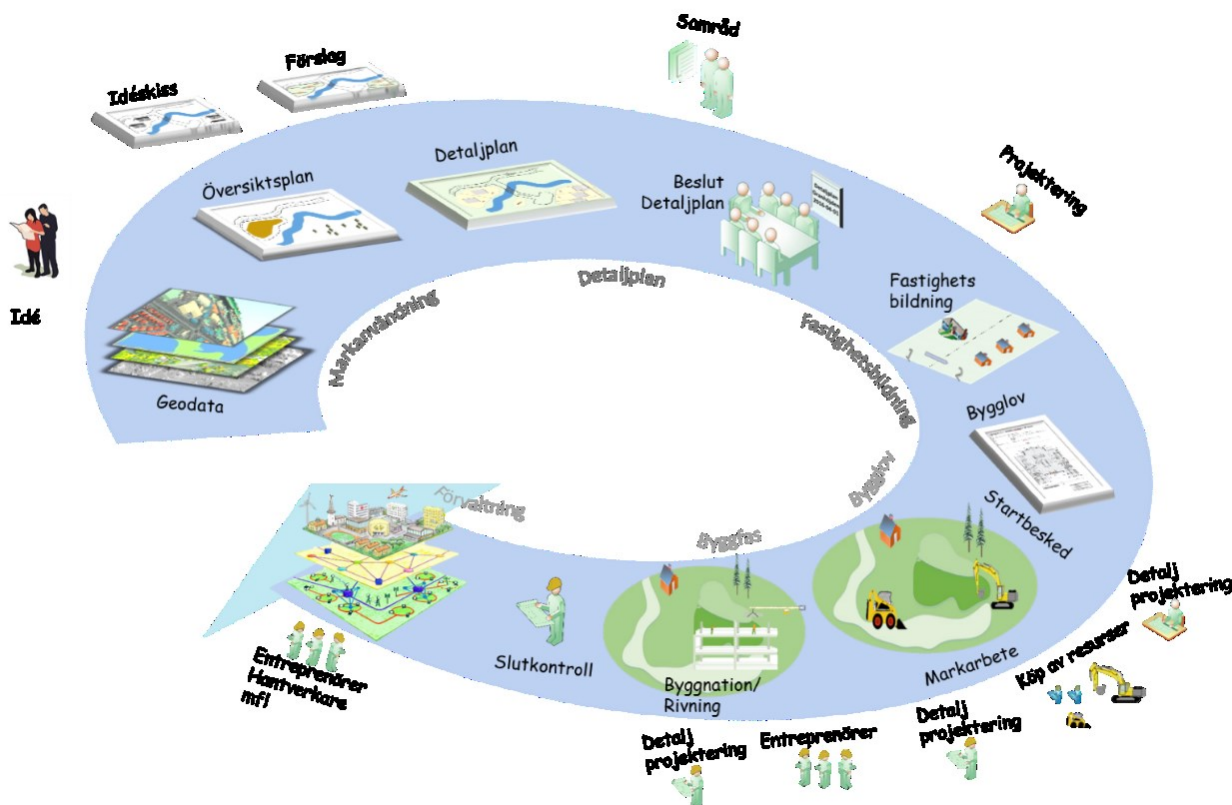 Idéskiss
Förslag
Samråd
Projektering
Idé
Översiktsplan
Detaljplan
Beslut
Detaljplan
Fastighets
bildning
Geodata
Markanvändning
Detaljplan
Fastighetsbildning
Bygglov
Bygglov
Startbesked
Förvaltning
Byggfas
Slutkontroll
Byggnation/
Rivning
Markarbete
Detalj
projektering
Köp av resurser
Detalj
projektering
Entreprenörer
Detalj
projektering
Entreprenörer
Hantverkare
mfl